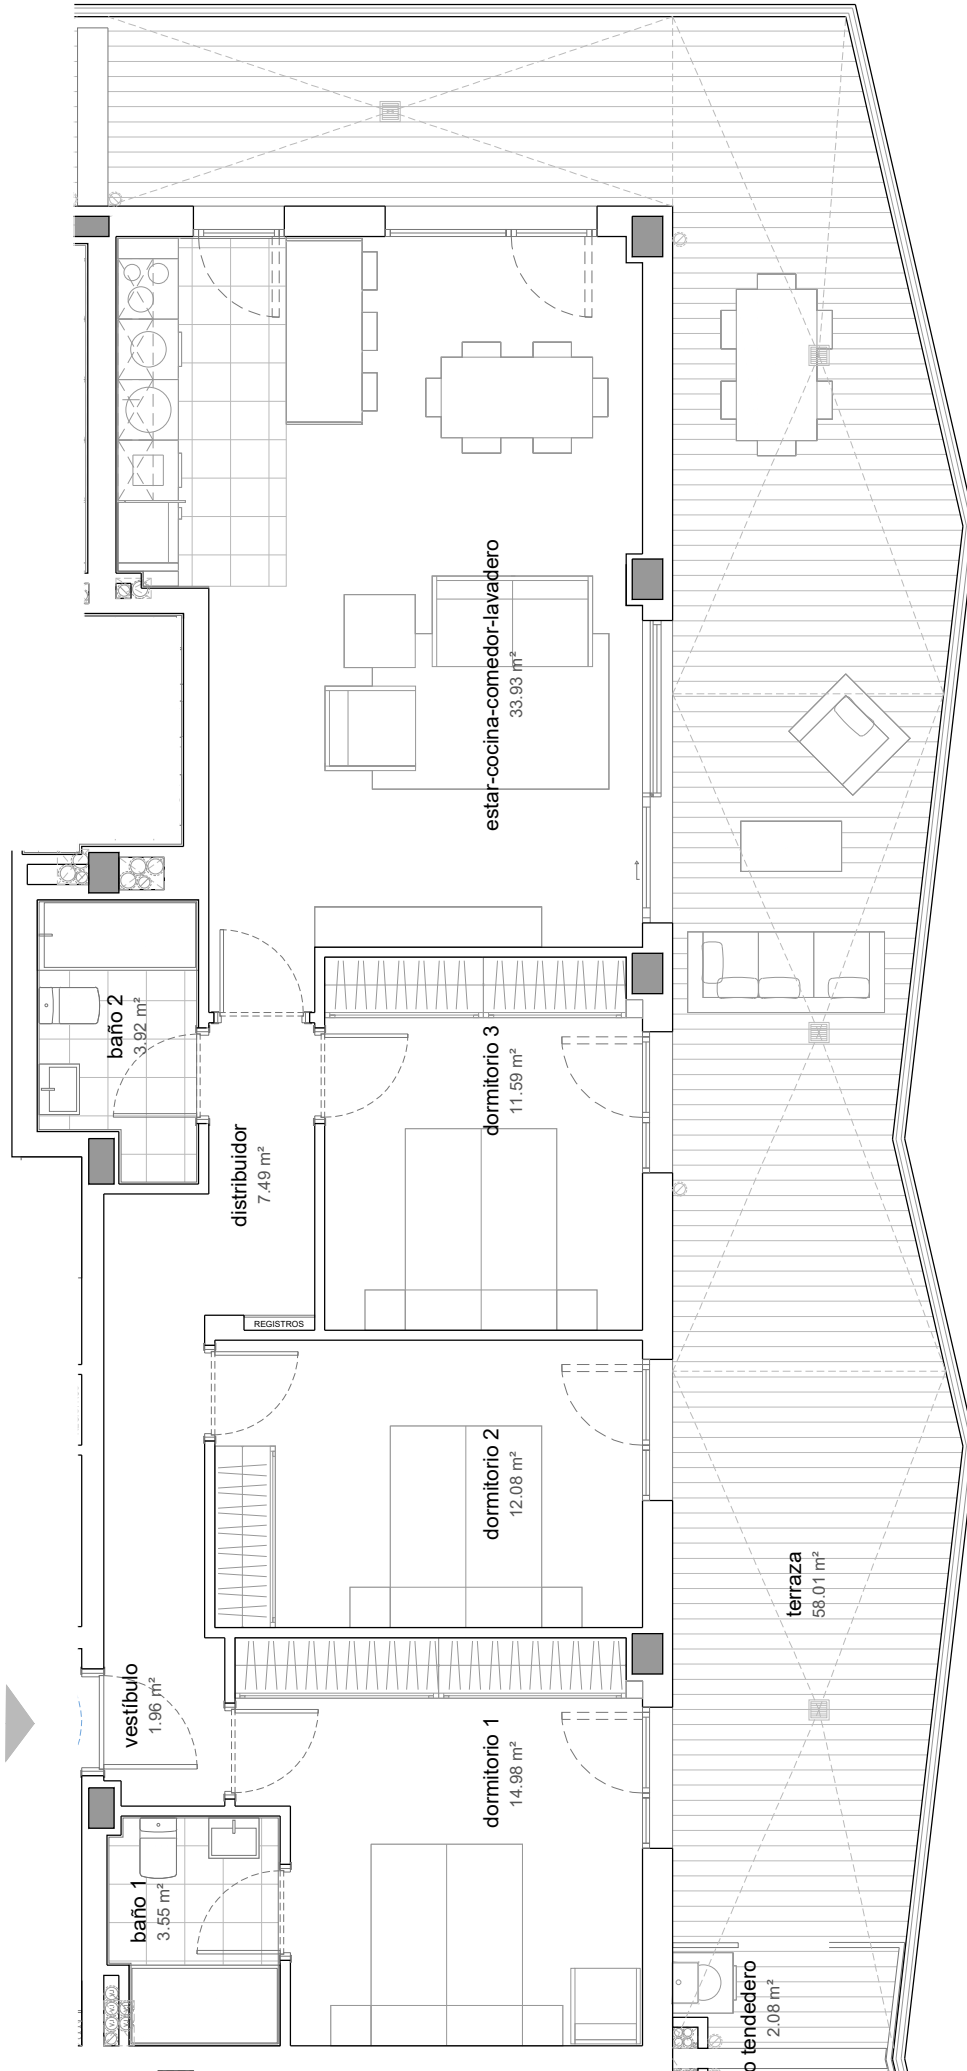 estar-cocina-comedor-lavadero
33.93 m²
baño 2
3.92 m²
dormitorio 3
11.59 m²
distribuidor
7.49 m²
REGISTROS
dormitorio 2
12.08 m²
terraza
58.01 m²
vestíbulo
1.96 m²
dormitorio 1
14.98 m²
baño 1
3.55 m²
o tendedero
2.08 m²